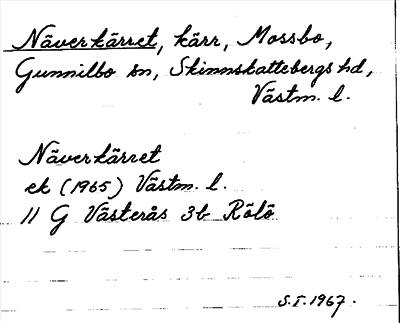 Näverkärret, kärr, Mossbo,
Gunnilbo sn, Skinnskattebergs hd,
Västm. l.
Näverkärret
ek (1965) Västm. l.
11 G Västerås 3b Rölö
S.I. 1967.